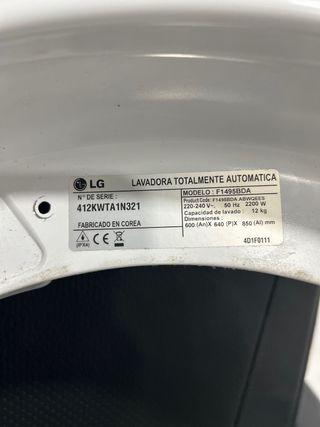 LG LAVADORA TOTALMENTE AUTOMATICA
N° DE SERIE :
412KWTA1N321
FABRICADO EN COREA
(IPX4)
MODELO : F1495BDA
Product Code : F1495BDA.ABWQEES
220-240 V~, 50 Hz 2200 W
Capacidad de lavado : 12 kg
Dimensiones :
600 (An)X 640 (P)X 850 (Al) mm
4D1F0111